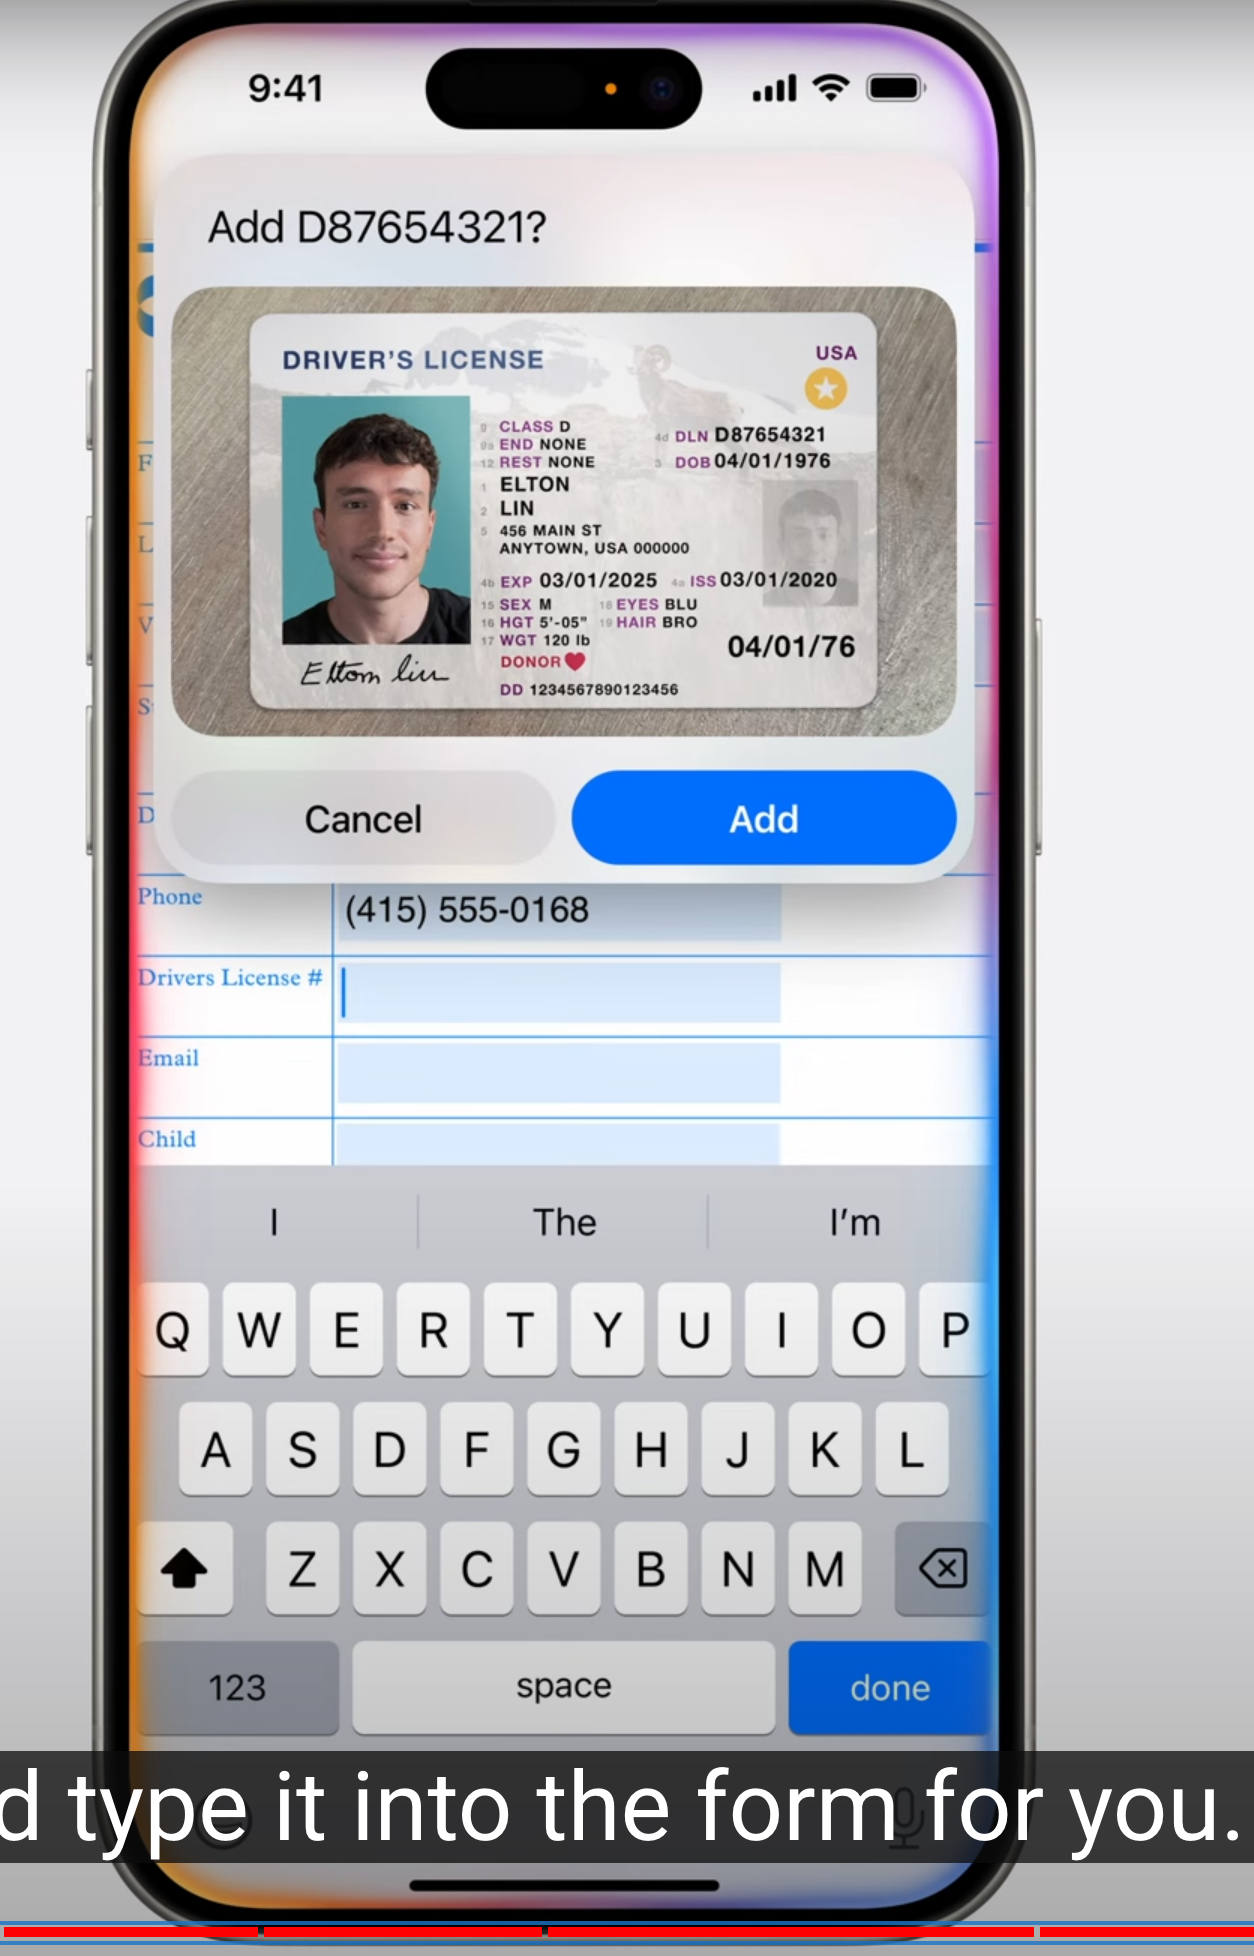 9:41
Add D87654321?
DRIVER'S LICENSE
USA
9 CLASS D
9a END NONE
12 REST NONE
4d DLN D87654321
3 DOB 04/01/1976
1 ELTON
2 LIN
5 456 MAIN ST
ANYTOWN, USA 000000
4b EXP 03/01/2025 4a ISS 03/01/2020
15 SEX M 18 EYES BLU
16 HGT 5'-05" 19 HAIR BRO
17 WGT 120 lb
DONOR
04/01/76
Elton Lin
DD 1234567890123456
Cancel
Add
F
L
V
S
D
Phone
(415) 555-0168
Drivers License #
Email
Child
I The I'm
Q W E R T Y U I O P
A S D F G H J K L
Z X C V B N M
123 space done
d type it into the form for you.